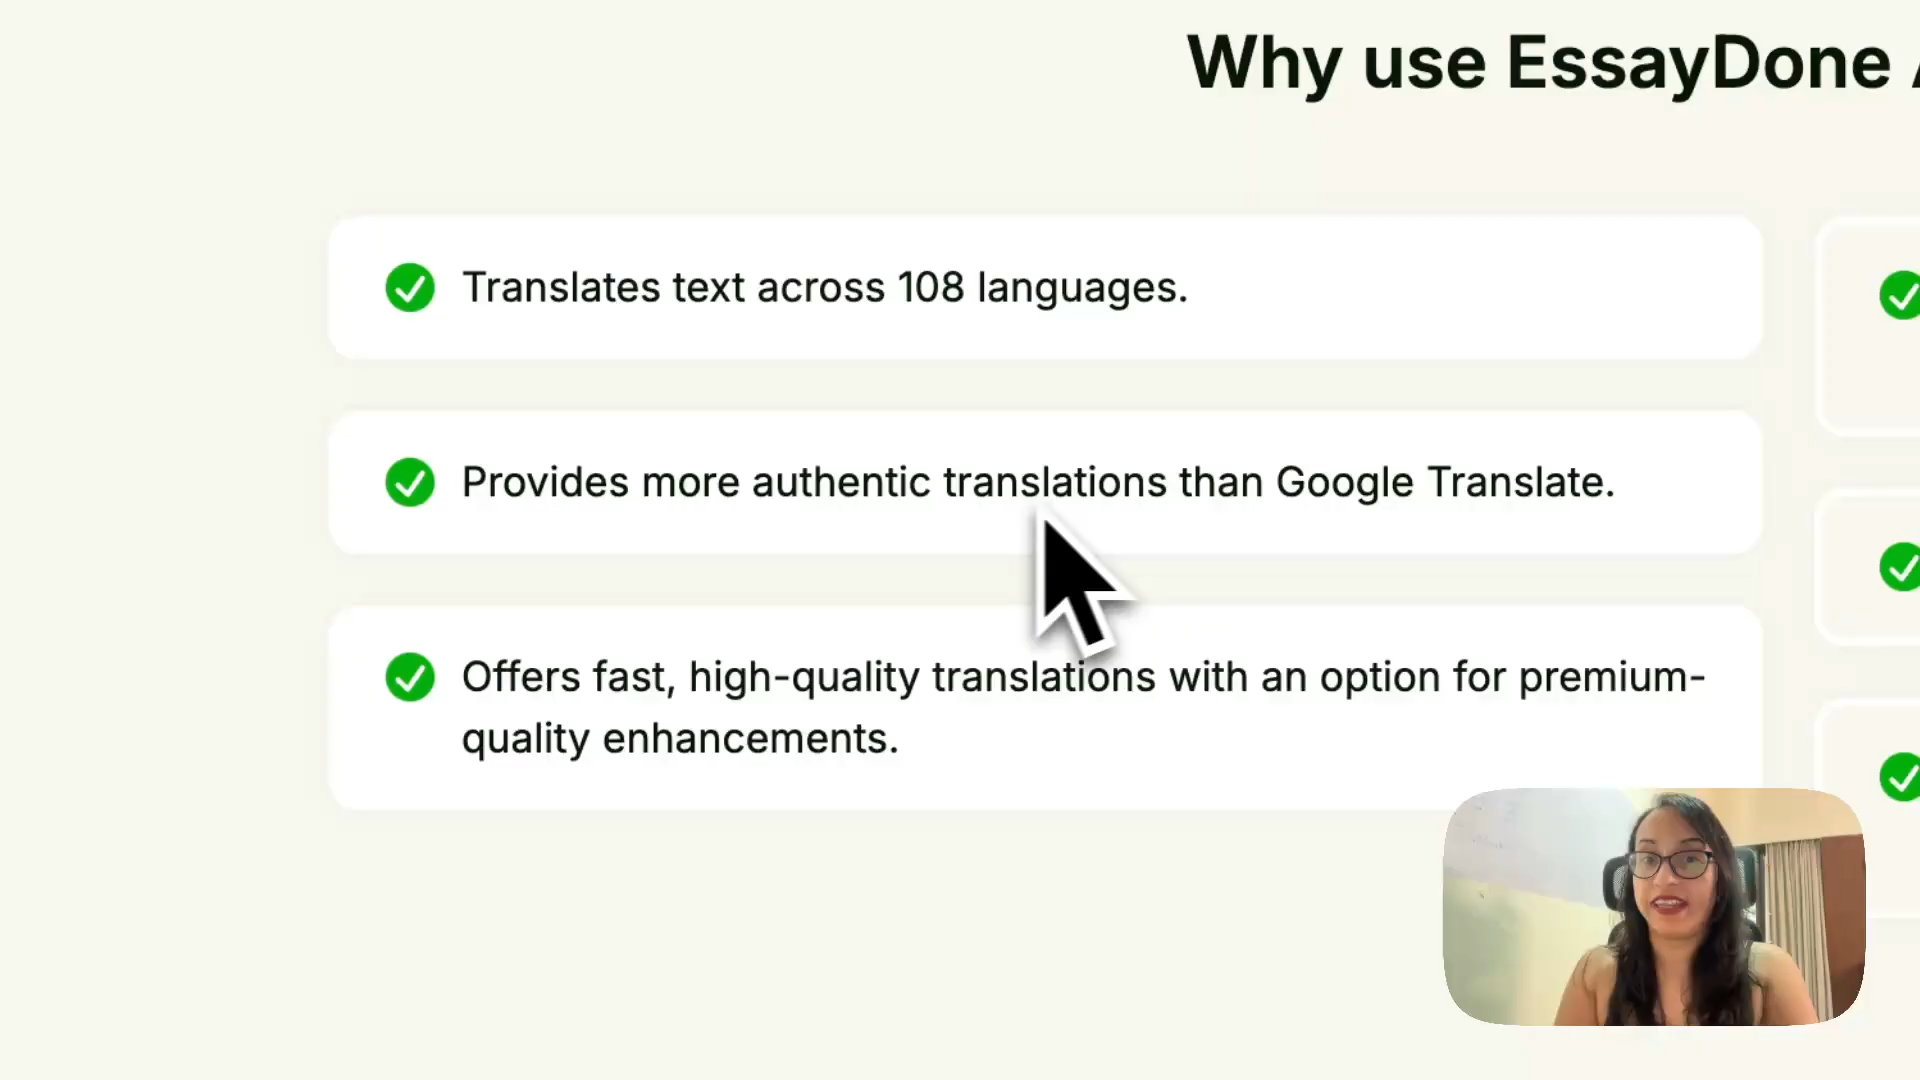 Why use EssayDone
Translates text across 108 languages.
Provides more authentic translations than Google Translate.
Offers fast, high-quality translations with an option for premium-
quality enhancements.